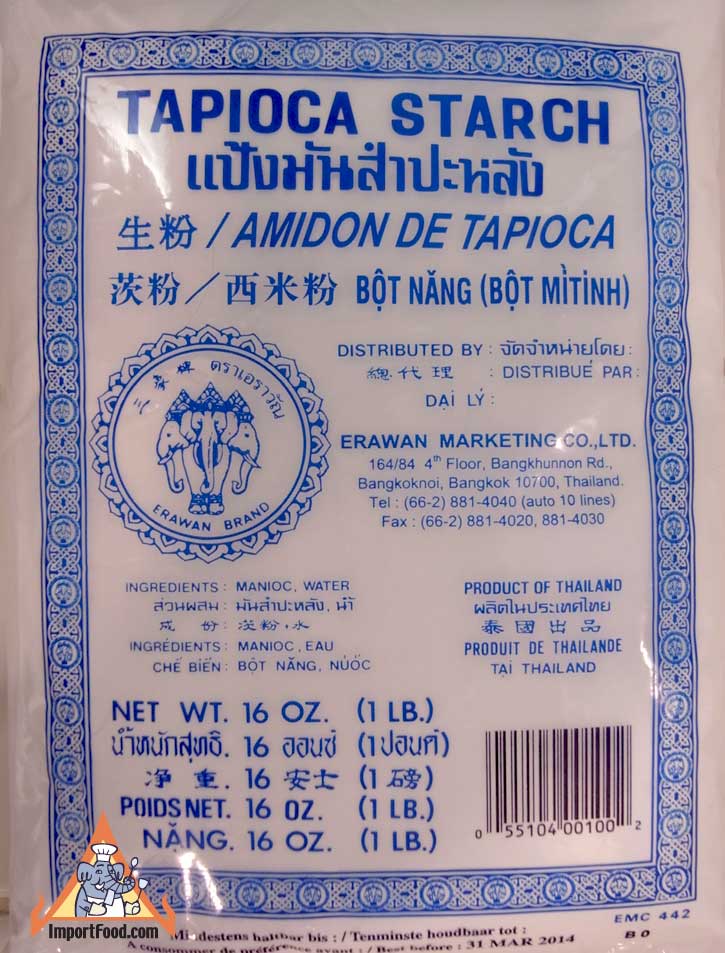 TAPIOCA STARCH
แป้งมันสำปะหลัง
生粉 / AMIDON DE TAPIOCA
茨粉／西米粉 BỘT NĂNG (BỘT MÌTINH)
三象牌 ตราเอราวัณ
ERAWAN BRAND
DISTRIBUTED BY : จัดจำหน่ายโดย :
總代理 : DISTRIBUÉ PAR :
DẠI LÝ :
ERAWAN MARKETING CO.,LTD.
164/84 4th Floor, Bangkhunnon Rd.,
Bangkoknoi, Bangkok 10700, Thailand.
Tel : (66-2) 881-4040 (auto 10 lines)
Fax : (66-2) 881-4020, 881-4030
INGREDIENTS : MANIOC, WATER
ส่วนผสม : มันสำปะหลัง, น้ำ
成份 : 茨粉,水
INGRÉDIENTS : MANIOC, EAU
CHẾ BIẾN : BỘT NĂNG, NƯỚC
PRODUCT OF THAILAND
ผลิตในประเทศไทย
泰國出品
PRODUIT DE THAILANDE
TẠI THAILAND
NET WT. 16 OZ. (1 LB.)
น้ำหนักสุทธิ. 16 ออนซ์ (1 ปอนด์)
净重. 16 安士 (1 磅)
POIDS NET. 16 OZ. (1 LB.)
NẶNG. 16 OZ. (1 LB.)
0 55104 00100 2
EMC 442
B O
Mindestens haltbar bis : / Tenminste houdbaar tot :
A consommer de préférence avant : / Best before : 31 MAR 2014
ImportFood.com